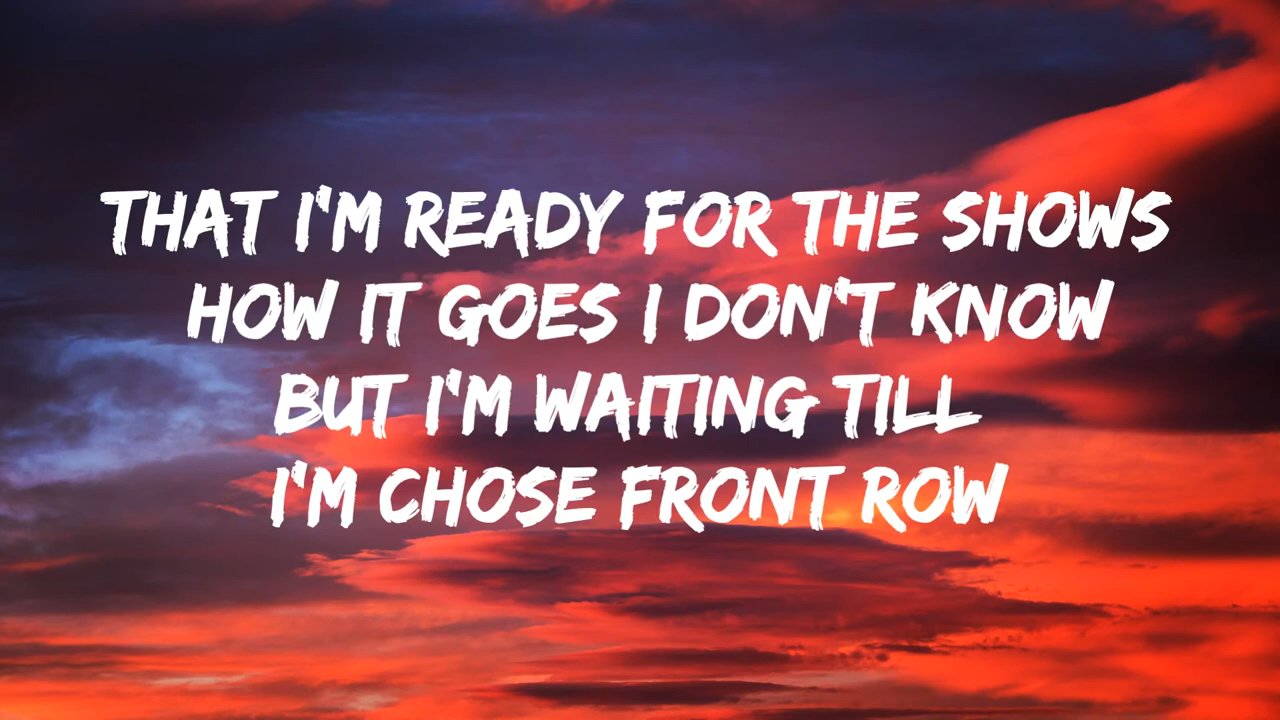 THAT I'M READY FOR THE SHOWS
HOW IT GOES I DON'T KNOW
BUT I'M WAITING TILL
I'M CHOSE FRONT ROW